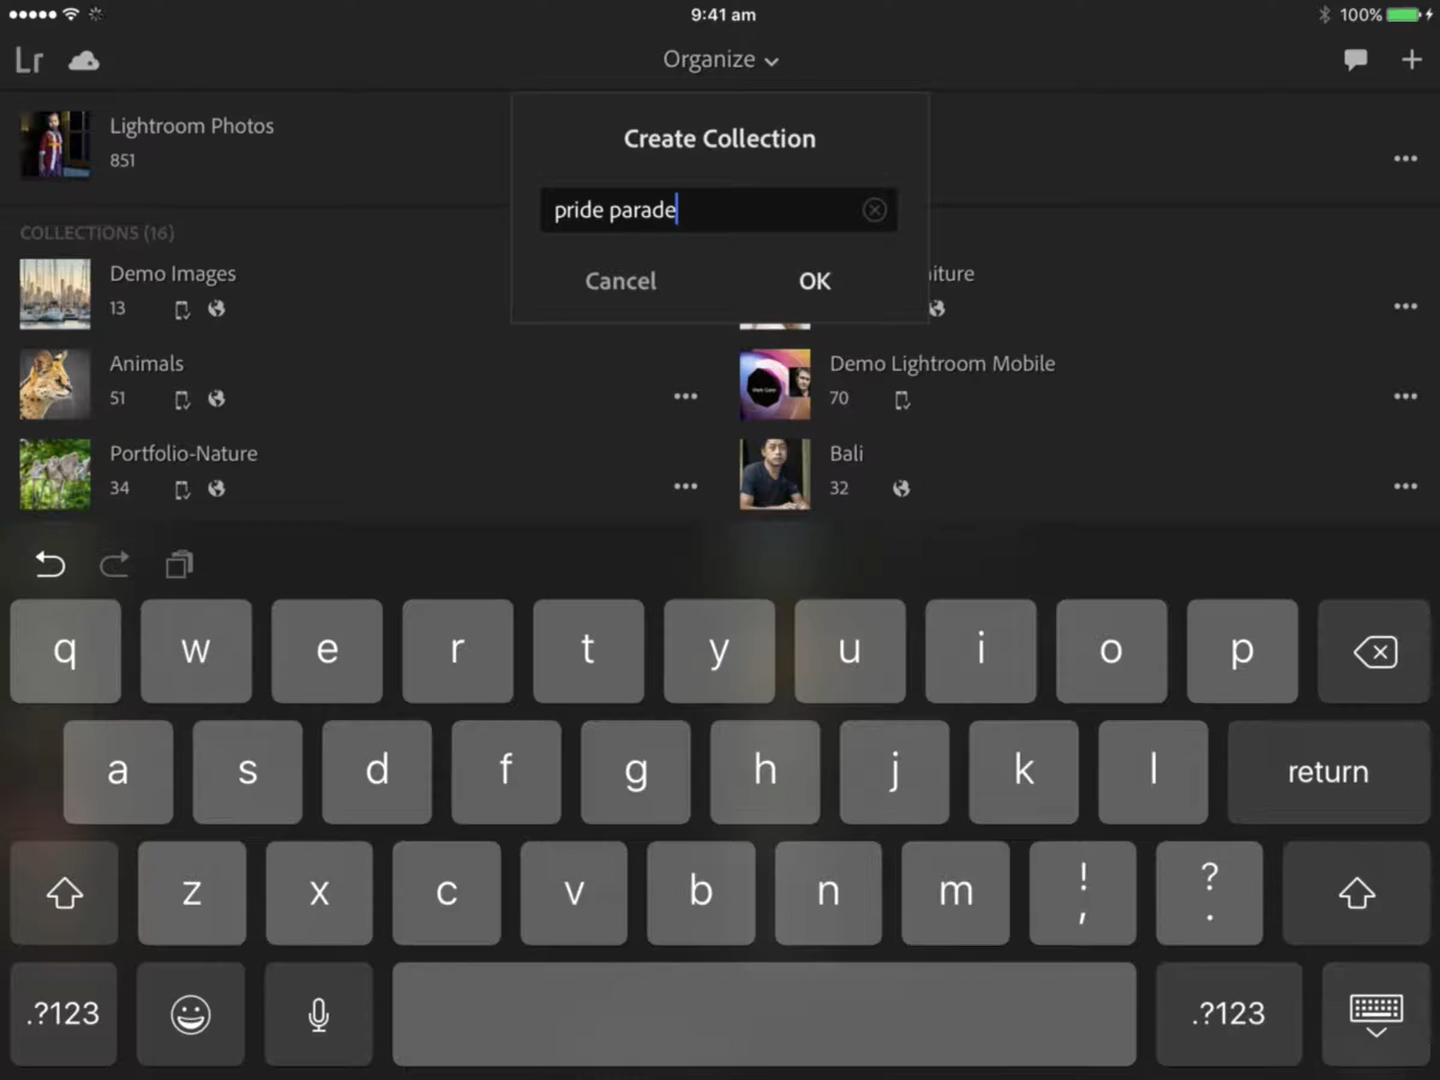 9:41 am
100%
Lr
Organize
Lightroom Photos
851
Create Collection
pride parade
Cancel
OK
COLLECTIONS (16)
Demo Images
13
Animals
51
Demo Lightroom Mobile
70
Portfolio-Nature
34
Bali
32
q w e r t y u i o p
a s d f g h j k l return
z x c v b n m ! , ? .
.?123 .?123